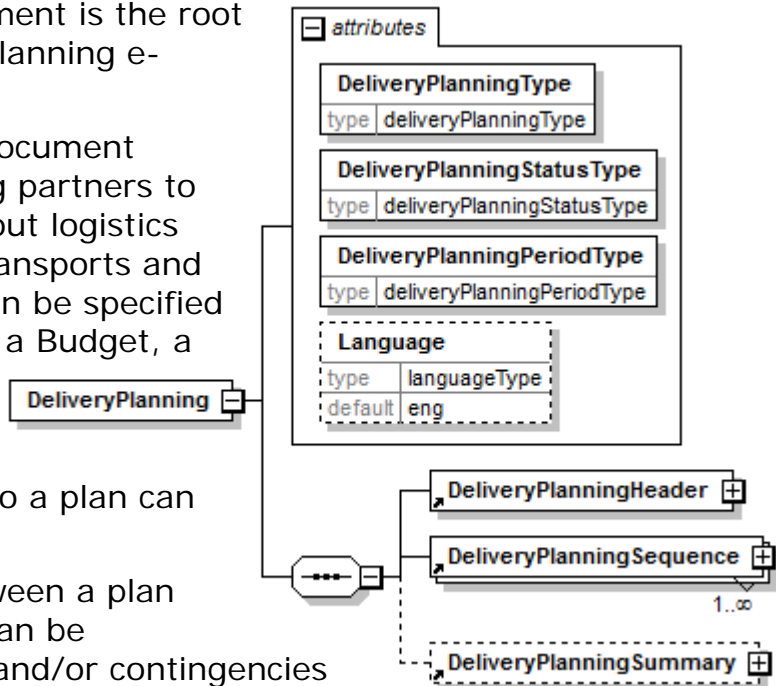 ment is the root
lanning e-
ocument
g partners to
out logistics
ansports and
n be specified
a Budget, a
o a plan can
ween a plan
an be
and/or contingencies
DeliveryPlanning
attributes
DeliveryPlanningType
type deliveryPlanningType
DeliveryPlanningStatusType
type deliveryPlanningStatusType
DeliveryPlanningPeriodType
type deliveryPlanningPeriodType
Language
type languageType
default eng
DeliveryPlanningHeader
DeliveryPlanningSequence
1..∞
DeliveryPlanningSummary